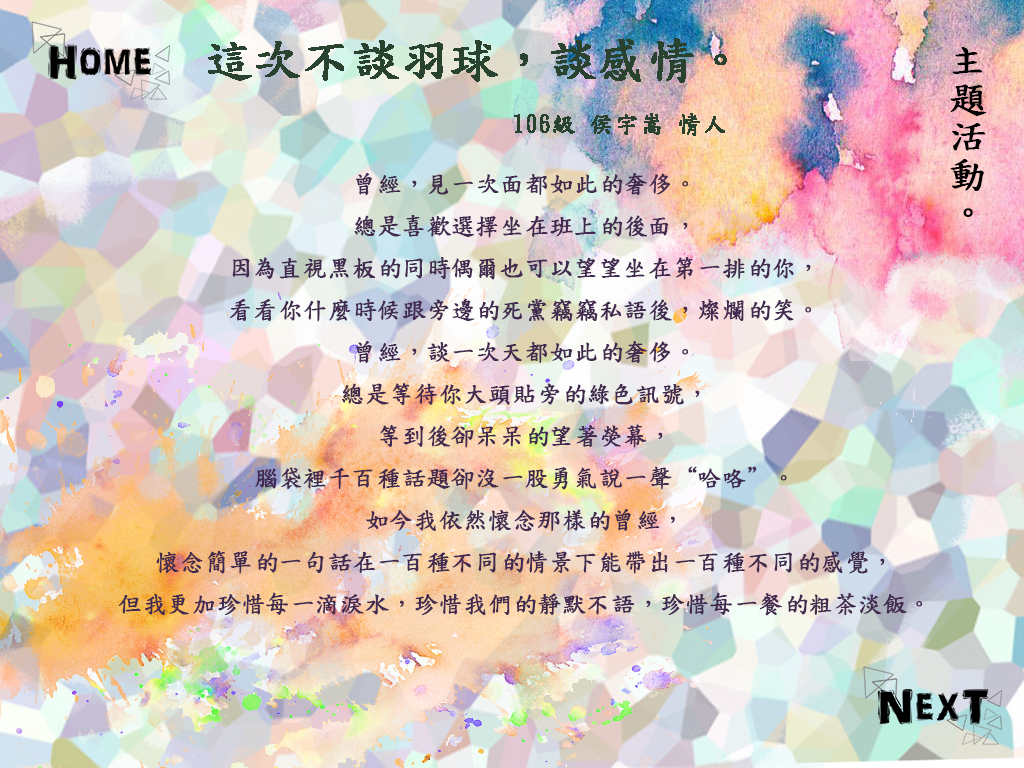 HOME
這次不談羽球，談感情。
主題活動。
106級 侯宇嵩 情人
曾經，見一次面都如此的奢侈。
總是喜歡選擇坐在班上的後面，
因為直視黑板的同時偶爾也可以望望坐在第一排的你，
看看你什麼時候跟旁邊的死黨竊竊私語後，燦爛的笑。
曾經，談一次天都如此的奢侈。
總是等待你大頭貼旁的綠色訊號，
等到後卻呆呆的望著熒幕，
腦袋裡千百種話題卻沒一股勇氣說一聲“哈咯”。
如今我依然懷念那樣的曾經，
懷念簡單的一句話在一百種不同的情景下能帶出一百種不同的感覺，
但我更加珍惜每一滴淚水，珍惜我們的靜默不語，珍惜每一餐的粗茶淡飯。
NEXT